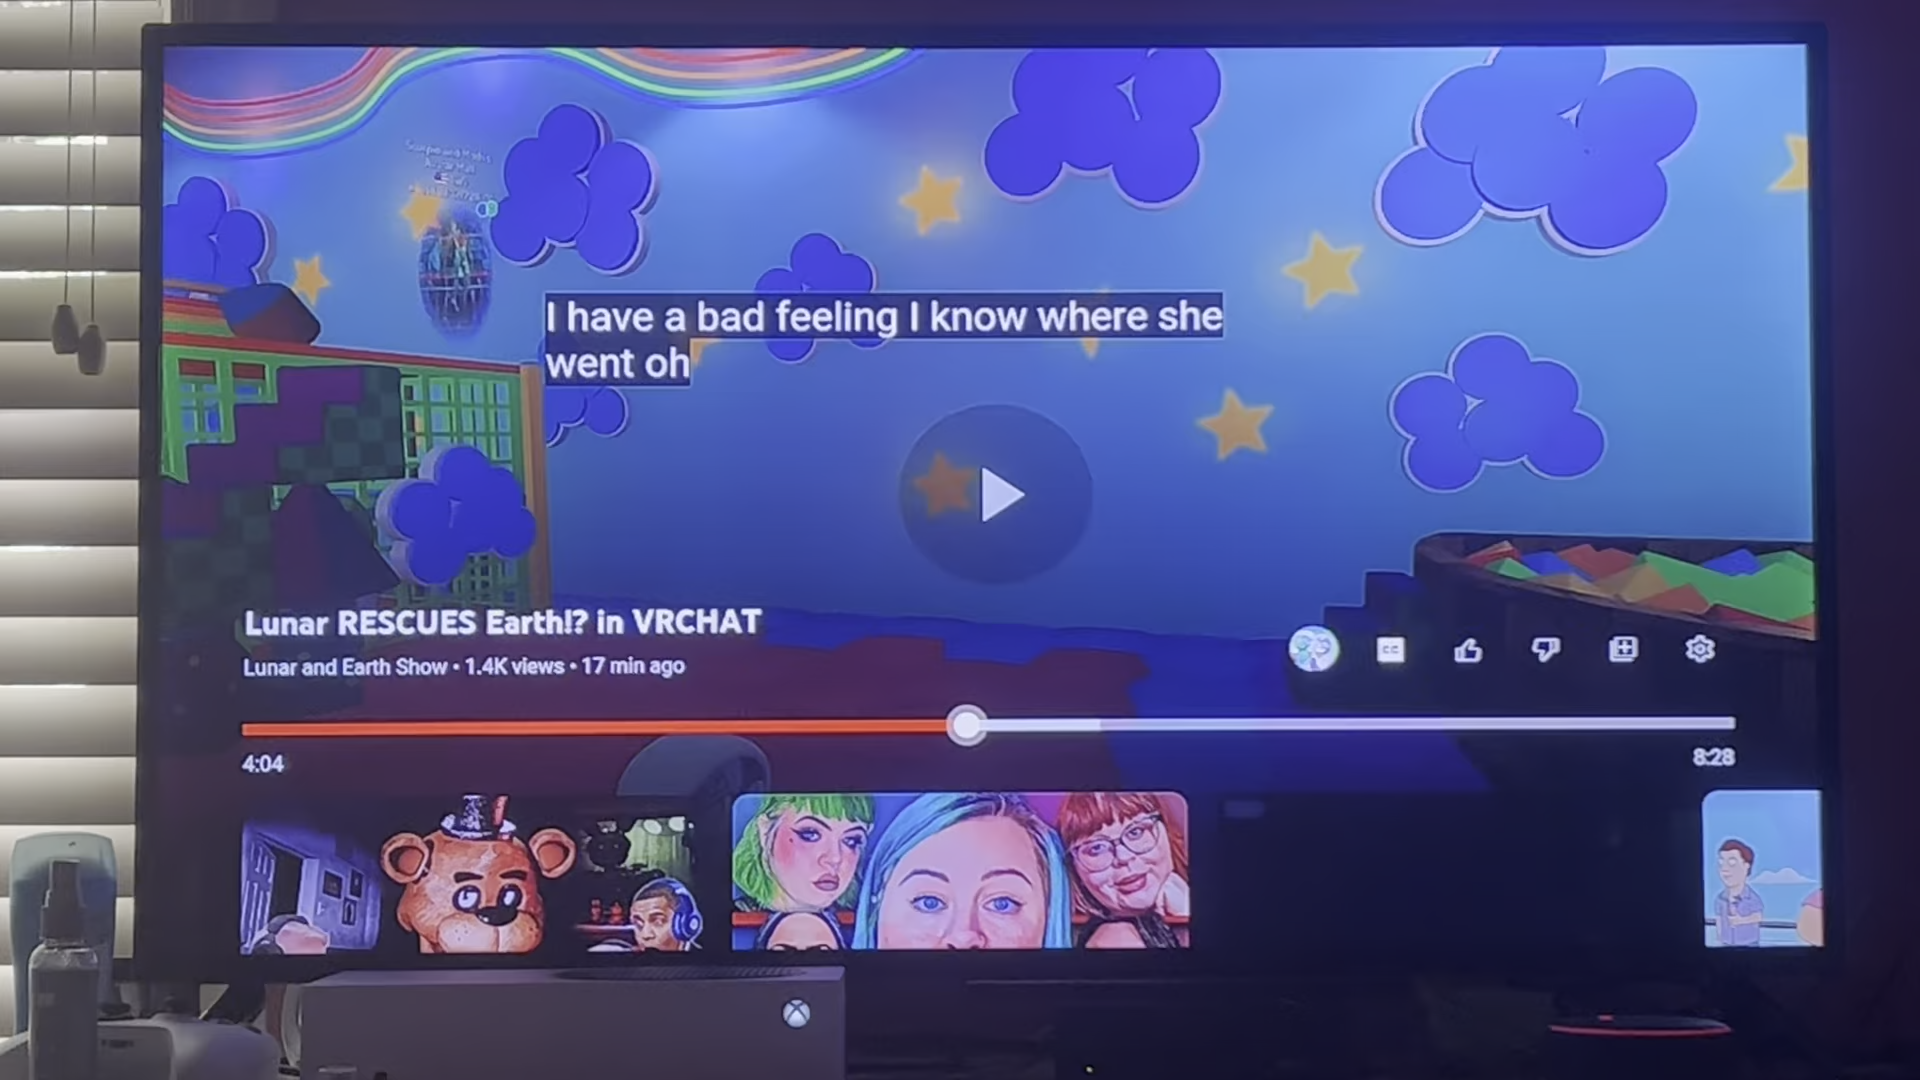 I have a bad feeling I know where she
went oh
Lunar RESCUES Earth!? in VRCHAT
Lunar and Earth Show • 1.4K views • 17 min ago
CC
4:04
8:28